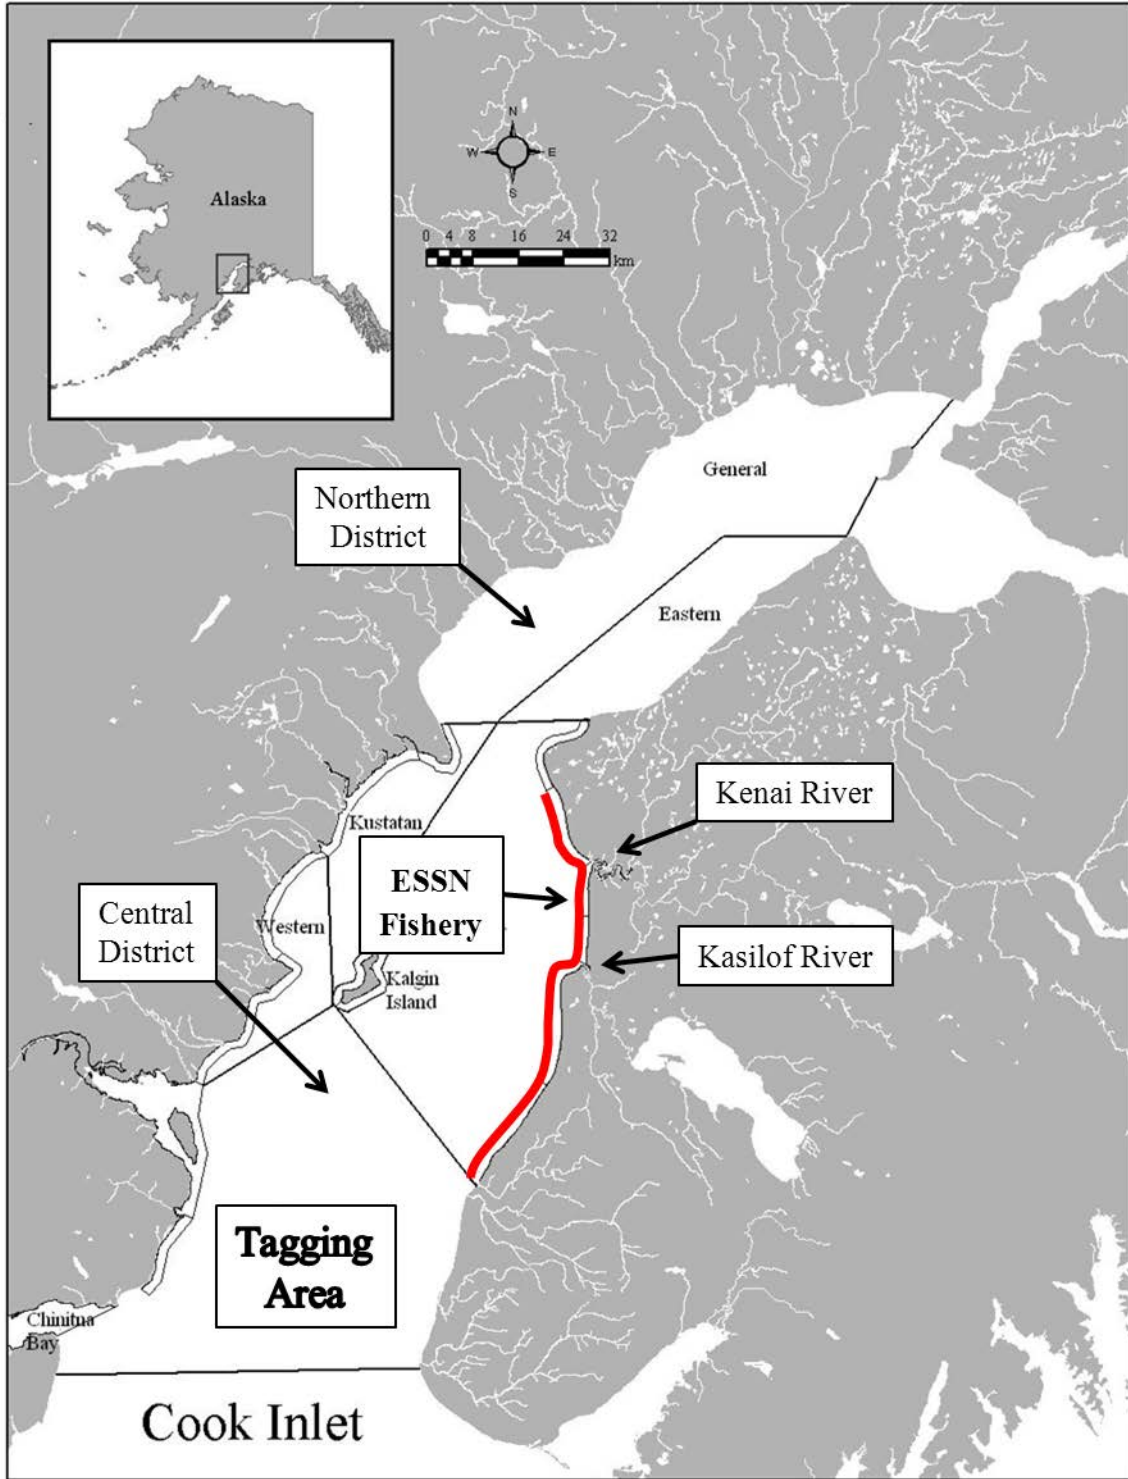 N
W E
S
Alaska
0 4 8 16 24 32
km
General
Northern
District
Eastern
Kenai River
Kustatan
ESSN
Fishery
Central
District
Western
Kasilof River
Kalgin
Island
Tagging
Area
Chinitna
Bay
Cook Inlet